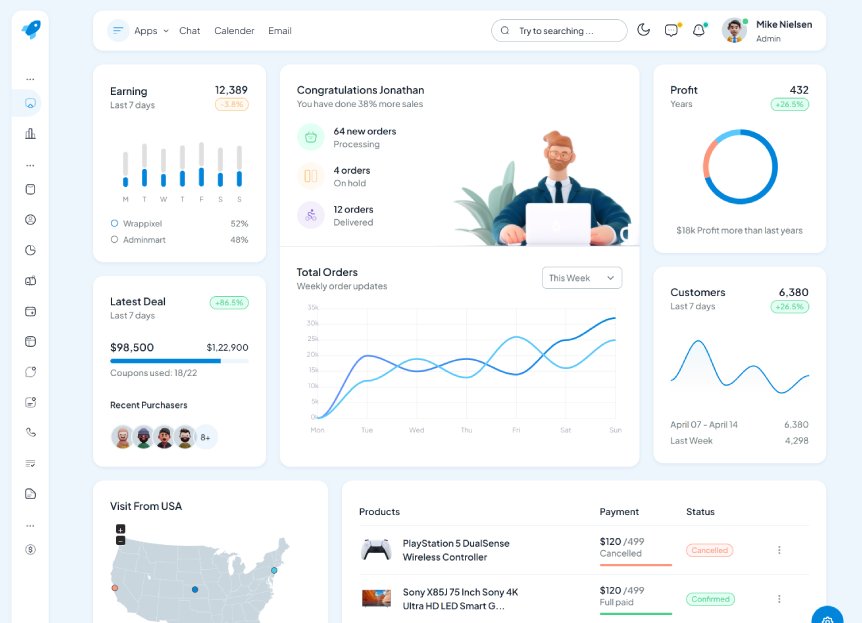 Apps
Chat
Calender
Email
Try to searching ...
Mike Nielsen
Admin
Earning
12,389
Last 7 days
-3.8%
M T W T F S S
Wrappixel
52%
Adminmart
48%
Congratulations Jonathan
You have done 38% more sales
64 new orders
Processing
4 orders
On hold
12 orders
Delivered
Profit
432
Years
+26.5%
$18k Profit more than last years
Latest Deal
+86.5%
Last 7 days
$98,500
$1,22,900
Coupons used: 18/22
Recent Purchasers
8+
Total Orders
Weekly order updates
This Week
35k
30k
25k
20k
15k
10k
5k
0k
Mon Tue Wed Thu Fri Sat Sun
Customers
6,380
Last 7 days
+26.5%
April 07 - April 14
6,380
Last Week
4,298
Visit From USA
+
−
Products
Payment
Status
PlayStation 5 DualSense
Wireless Controller
$120 /499
Cancelled
Cancelled
Sony X85J 75 Inch Sony 4K
Ultra HD LED Smart G...
$120 /499
Full paid
Confirmed